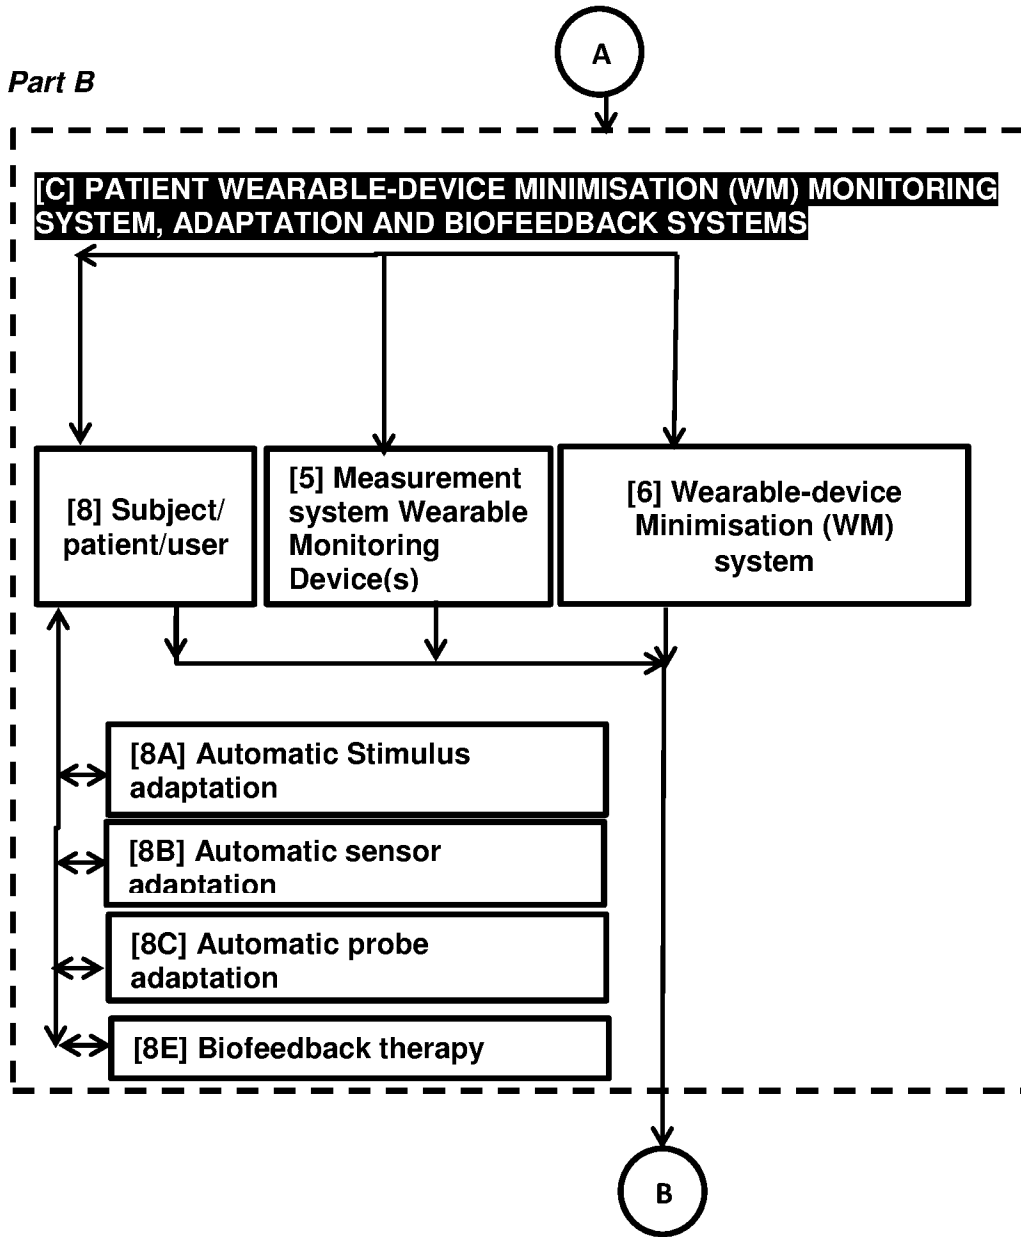 A
Part B
[C] PATIENT WEARABLE-DEVICE MINIMISATION (WM) MONITORING
SYSTEM, ADAPTATION AND BIOFEEDBACK SYSTEMS
[8] Subject/
patient/user
[5] Measurement
system Wearable
Monitoring
Device(s)
[6] Wearable-device
Minimisation (WM)
system
[8A] Automatic Stimulus
adaptation
[8B] Automatic sensor
adaptation
[8C] Automatic probe
adaptation
[8E] Biofeedback therapy
B